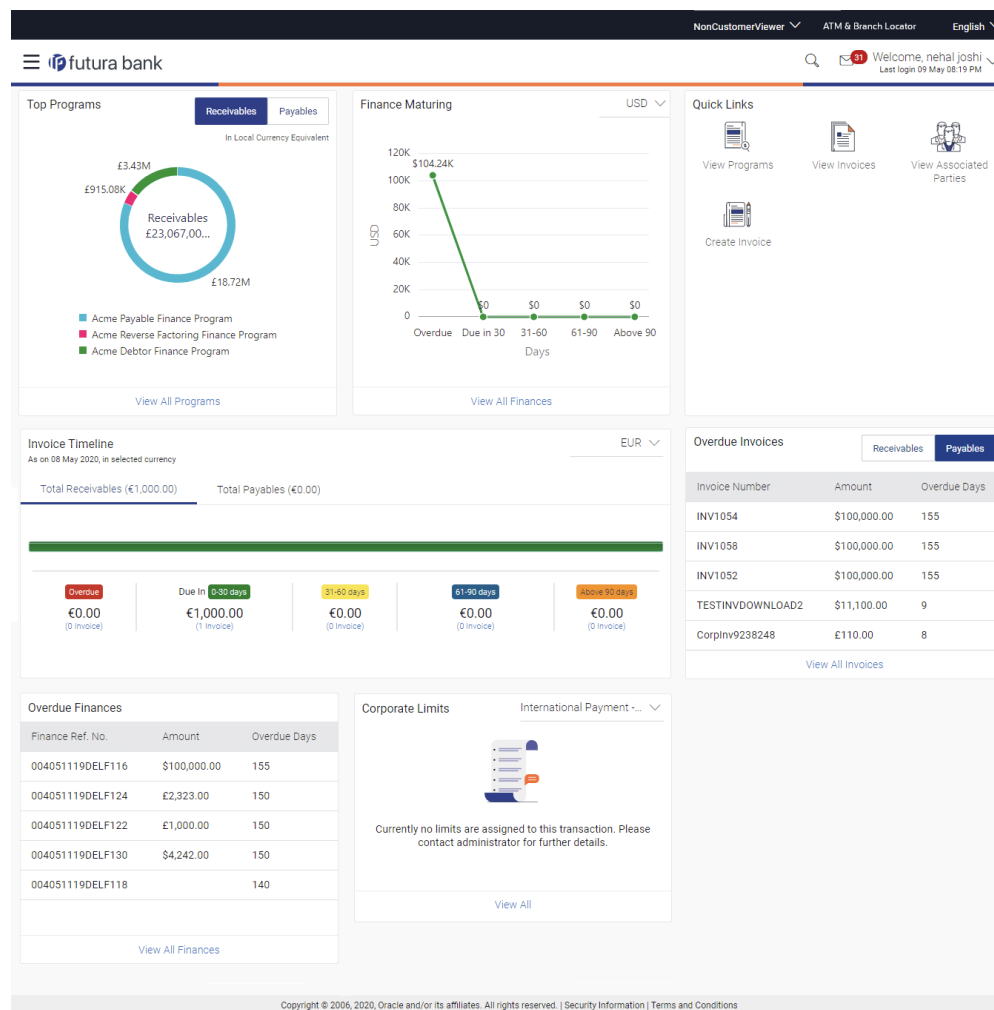 NonCustomerViewer ATM & Branch Locator English
futura bank
31 Welcome, nehal joshi
Last login 09 May 08:19 PM
Top Programs Receivables Payables
In Local Currency Equivalent
£3.43M
£915.08K
Receivables
£23,067,00...
£18.72M
Acme Payable Finance Program
Acme Reverse Factoring Finance Program
Acme Debtor Finance Program
View All Programs
Finance Maturing USD
120K
$104.24K
100K
80K
60K
40K
20K
0
USD
$0 $0 $0 $0
Overdue Due in 30 31-60 61-90 Above 90
Days
View All Finances
Quick Links
View Programs View Invoices View Associated
Parties
Create Invoice
Invoice Timeline EUR
As on 08 May 2020, in selected currency
Total Receivables (€1,000.00) Total Payables (€0.00)
Overdue Due In 0-30 days 31-60 days 61-90 days Above 90 days
€0.00 €1,000.00 €0.00 €0.00 €0.00
(0 Invoice) (1 Invoice) (0 Invoice) (0 Invoice) (0 Invoice)
Overdue Invoices Receivables Payables
Invoice Number Amount Overdue Days
INV1054 $100,000.00 155
INV1058 $100,000.00 155
INV1052 $100,000.00 155
TESTINVDOWNLOAD2 $11,100.00 9
CorpInv9238248 £110.00 8
View All Invoices
Overdue Finances
Finance Ref. No. Amount Overdue Days
004051119DELF116 $100,000.00 155
004051119DELF124 £2,323.00 150
004051119DELF122 £1,000.00 150
004051119DELF130 $4,242.00 150
004051119DELF118 140
View All Finances
Corporate Limits International Payment -...
Currently no limits are assigned to this transaction. Please
contact administrator for further details.
View All
Copyright © 2006, 2020, Oracle and/or its affiliates. All rights reserved. | Security Information | Terms and Conditions